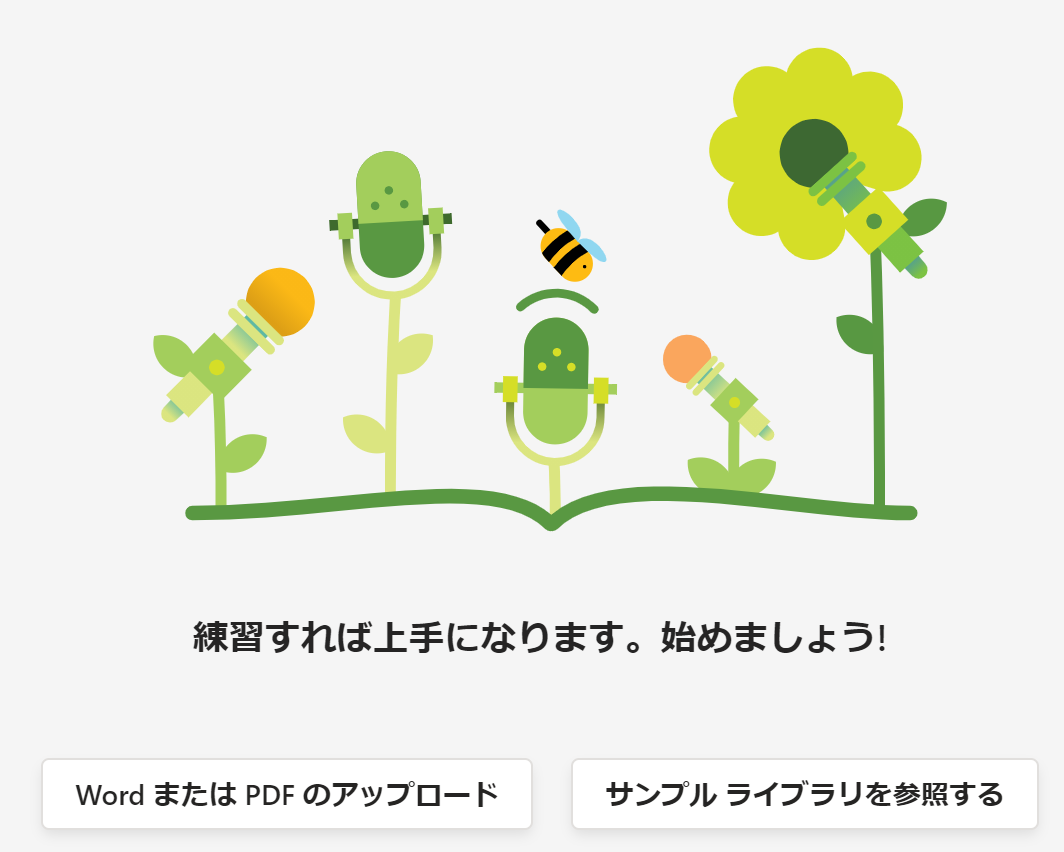 練習すれば上手になります。始めましょう!
Word または PDF のアップロード
サンプル ライブラリを参照する